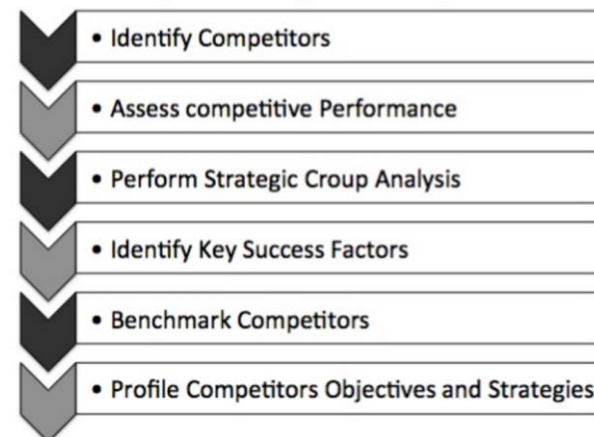 • Identify Competitors
• Assess competitive Performance
• Perform Strategic Croup Analysis
• Identify Key Success Factors
• Benchmark Competitors
• Profile Competitors Objectives and Strategies